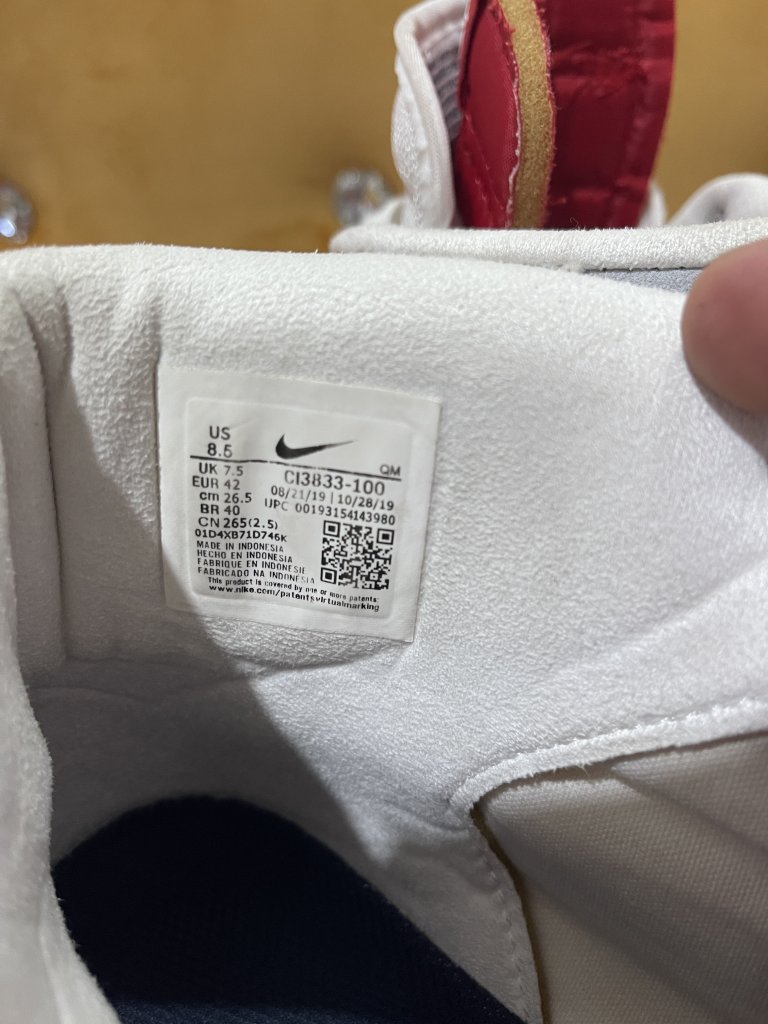 US
8.5
QM
UK 7.5
CI3833-100
EUR 42
08/21/19 | 10/28/19
cm 26.5
UPC 00193154143980
BR 40
CN 265(2.5)
01D4XB71D746K
MADE IN INDONESIA
HECHO EN INDONESIA
FABRIQUE EN INDONESIE
FABRICADO NA INDONESIA
This product is covered by one or more patents:
www.nike.com/patentsvirtualmarking